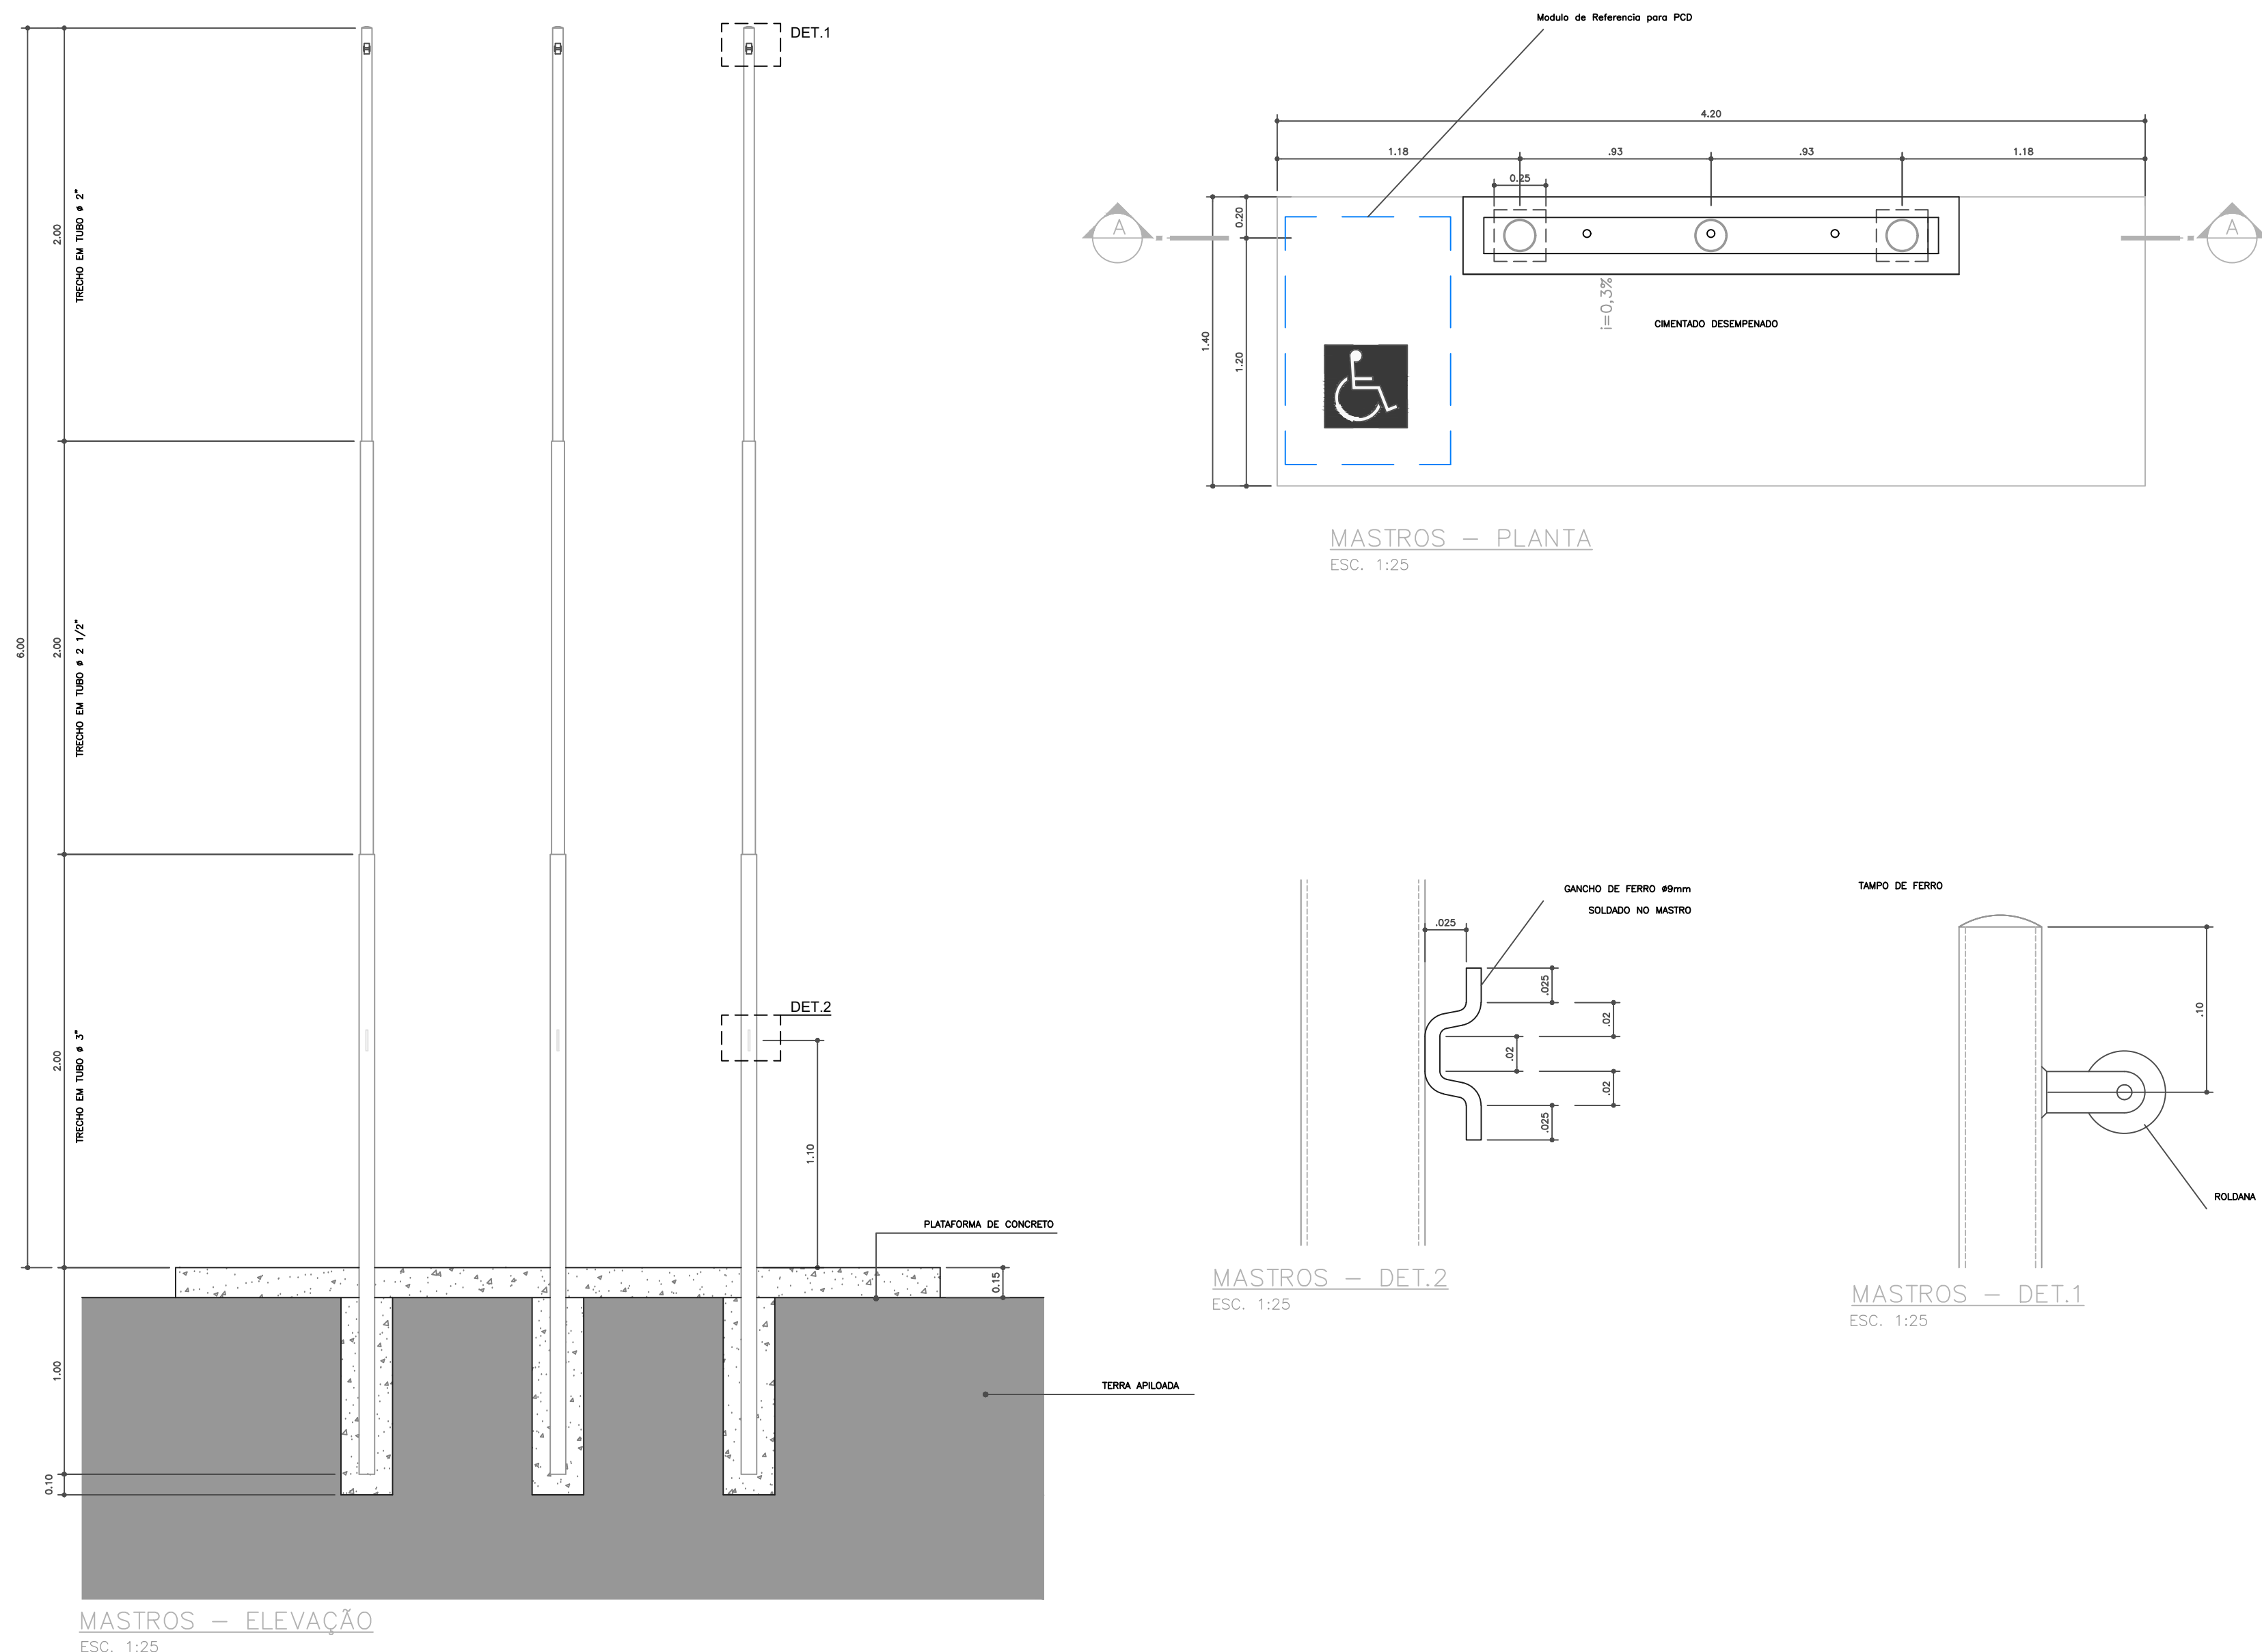 DET.1
6.00
2.00
TRECHO EM TUBO ø 2"
2.00
TRECHO EM TUBO ø 2 1/2"
2.00
TRECHO EM TUBO ø 3"
DET.2
1.10
PLATAFORMA DE CONCRETO
0.15
1.00
0.10
TERRA APILOADA
MASTROS - ELEVAÇÃO
ESC. 1:25
Modulo de Referencia para PCD
4.20
1.18
.93
.93
1.18
0.25
0.20
1.40
1.20
A
A
i=0,3%
CIMENTADO DESEMPENADO
MASTROS - PLANTA
ESC. 1:25
GANCHO DE FERRO ø9mm
SOLDADO NO MASTRO
.025
.025
.02
.02
.02
.025
MASTROS - DET.2
ESC. 1:25
TAMPO DE FERRO
.10
ROLDANA
MASTROS - DET.1
ESC. 1:25